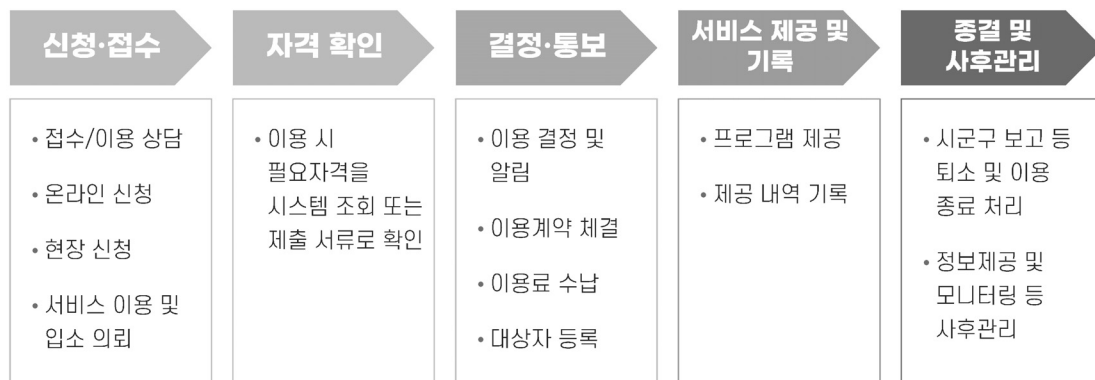 신청·접수
• 접수/이용 상담
• 온라인 신청
• 현장 신청
• 서비스 이용 및
입소 의뢰
자격 확인
• 이용 시
필요자격을
시스템 조회 또는
제출 서류로 확인
결정·통보
• 이용 결정 및
알림
• 이용계약 체결
• 이용료 수납
• 대상자 등록
서비스 제공 및
기록
• 프로그램 제공
• 제공 내역 기록
종결 및
사후관리
• 시군구 보고 등
퇴소 및 이용
종료 처리
• 정보제공 및
모니터링 등
사후관리